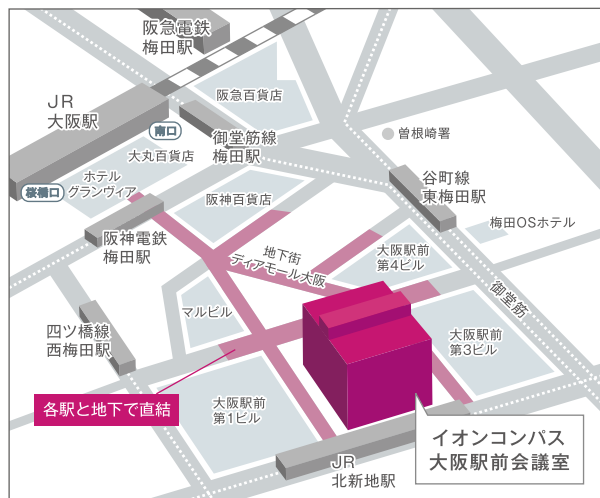 阪急電鉄
梅田駅
阪急百貨店
JR
大阪駅
南口
御堂筋線
梅田駅
曽根崎署
大丸百貨店
ホテル
グランヴィア
桜橋口
谷町線
東梅田駅
阪神百貨店
阪神電鉄
梅田駅
梅田OSホテル
地下街
ディアモール大阪
大阪駅前
第4ビル
御堂筋
マルビル
四ツ橋線
西梅田駅
大阪駅前
第3ビル
各駅と地下で直結
大阪駅前
第1ビル
イオンコンパス
大阪駅前会議室
JR
北新地駅